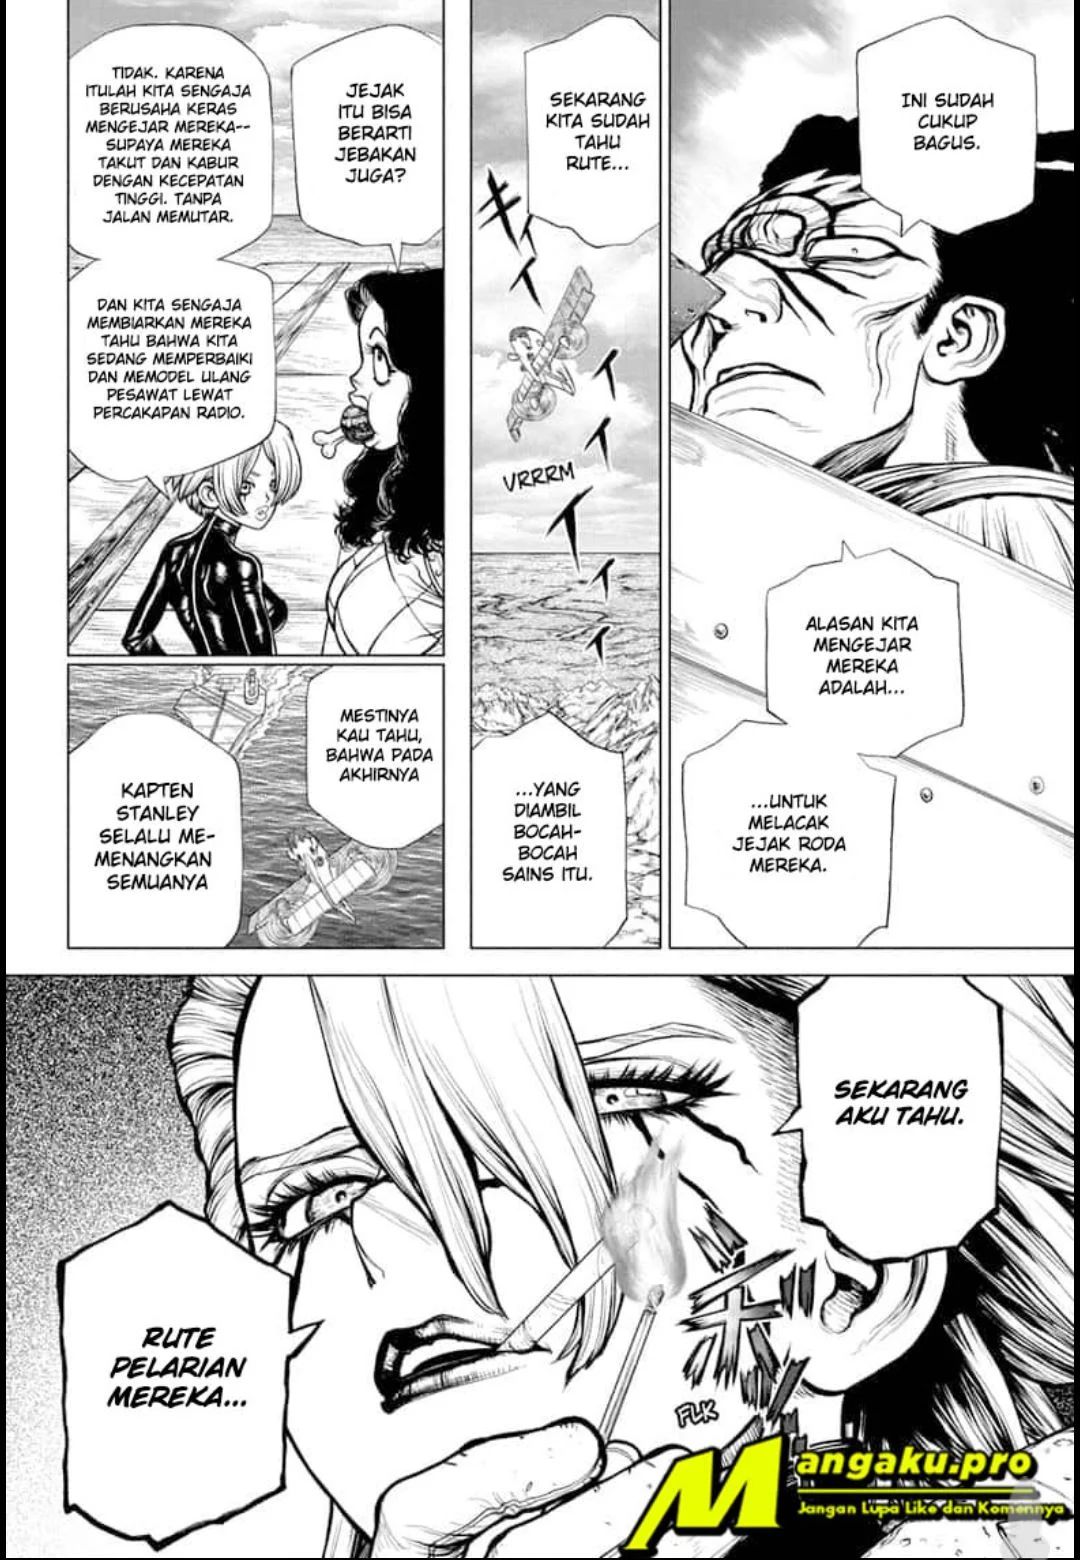 INI SUDAH
CUKUP
BAGUS.
ALASAN KITA
MENGEJAR
MEREKA
ADALAH...
...UNTUK
MELACAK
JEJAK RODA
MEREKA.
SEKARANG
KITA SUDAH
TAHU
RUTE...
VRRRM
...YANG
DIAMBIL
BOCAH-
BOCAH
SAINS ITU.
JEJAK
ITU BISA
BERARTI
JEBAKAN
JUGA?
TIDAK. KARENA
ITULAH KITA SENGAJA
BERUSAHA KERAS
MENGEJAR MEREKA--
SUPAYA MEREKA
TAKUT DAN KABUR
DENGAN KECEPATAN
TINGGI. TANPA
JALAN MEMUTAR.
DAN KITA SENGAJA
MEMBIARKAN MEREKA
TAHU BAHWA KITA
SEDANG MEMPERBAIKI
DAN MEMODEL ULANG
PESAWAT LEWAT
PERCAKAPAN RADIO.
MESTINYA
KAU TAHU,
BAHWA PADA
AKHIRNYA
KAPTEN
STANLEY
SELALU ME-
MENANGKAN
SEMUANYA
SEKARANG
AKU TAHU.
RUTE
PELARIAN
MEREKA...
FLK
Mangaku.pro
Jangan Lupa Like dan Komennya